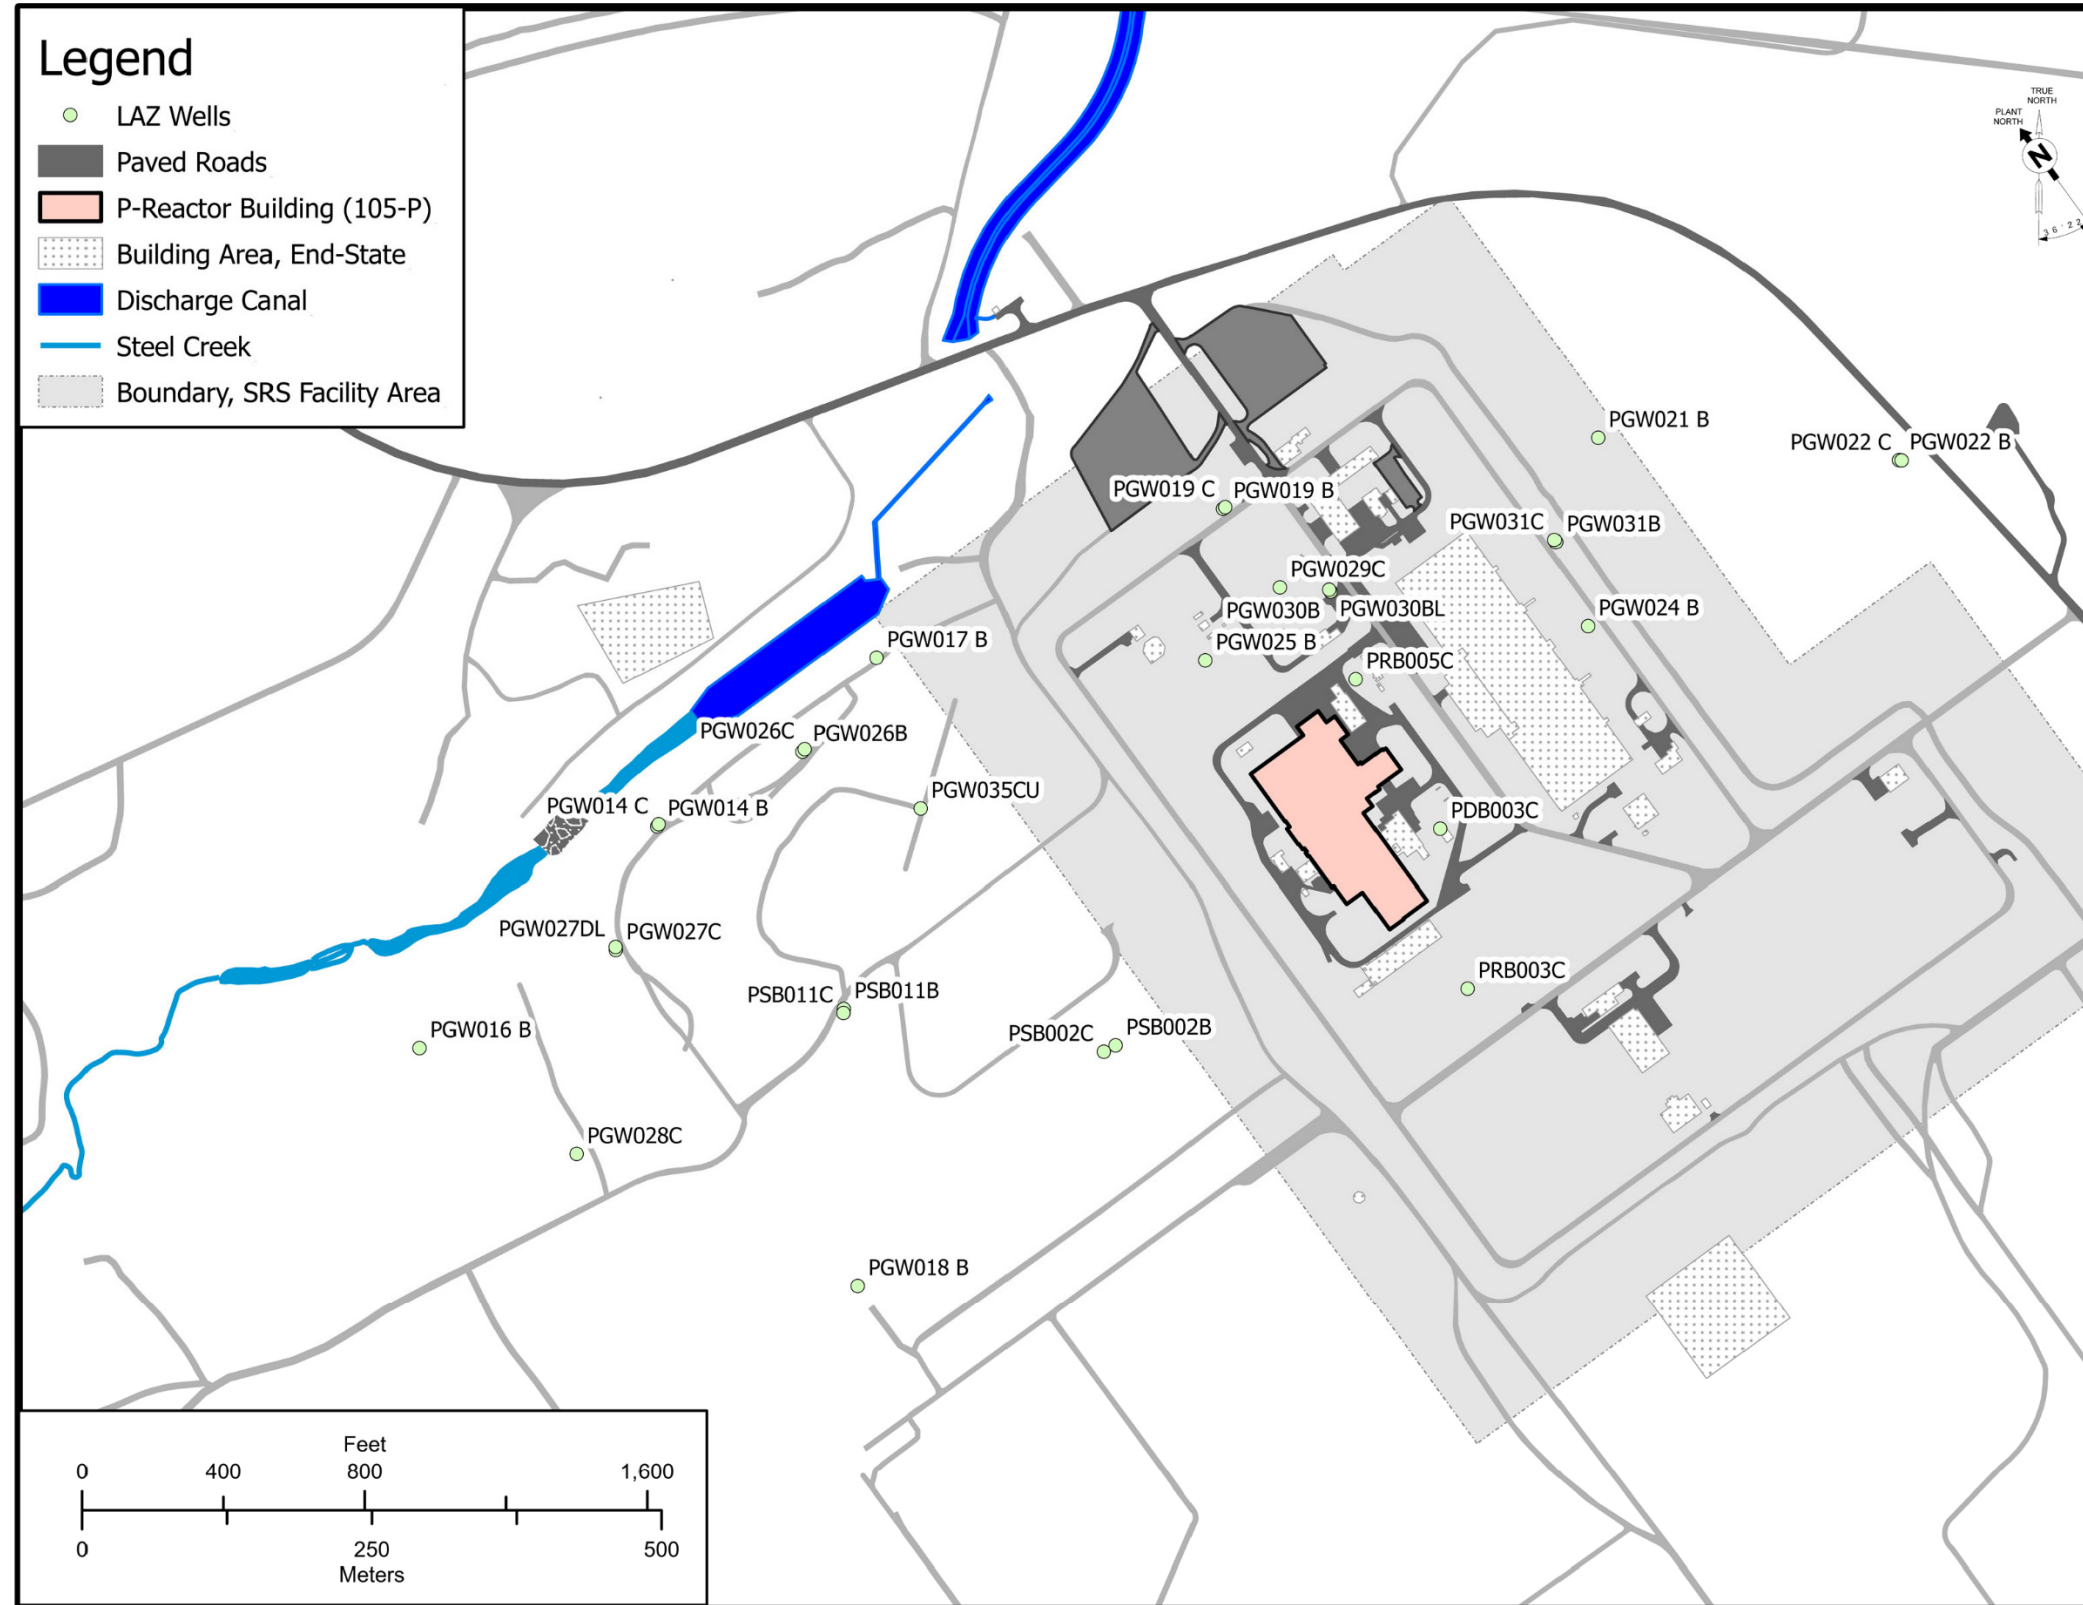 Legend
LAZ Wells
Paved Roads
P-Reactor Building (105-P)
Building Area, End-State
Discharge Canal
Steel Creek
Boundary, SRS Facility Area
TRUE
NORTH
PLANT
NORTH
N
36°22
PGW021 B
PGW022 C
PGW022 B
PGW019 C
PGW019 B
PGW031C
PGW031B
PGW029C
PGW030B
PGW030BL
PGW024 B
PGW017 B
PGW025 B
PRB005C
PGW026C
PGW026B
PGW035CU
PGW014 C
PGW014 B
PDB003C
PGW027DL
PGW027C
PRB003C
PSB011C
PSB011B
PGW016 B
PSB002C
PSB002B
PGW028C
PGW018 B
Feet
0 400 800 1,600
0 250 500
Meters